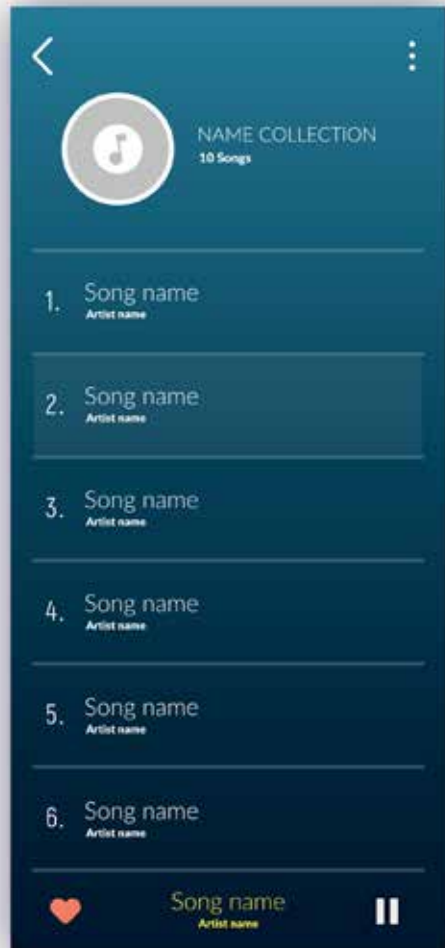 NAME COLLECTION
10 Songs
1. Song name
Artist name
2. Song name
Artist name
3. Song name
Artist name
4. Song name
Artist name
5. Song name
Artist name
6. Song name
Artist name
Song name
Artist name